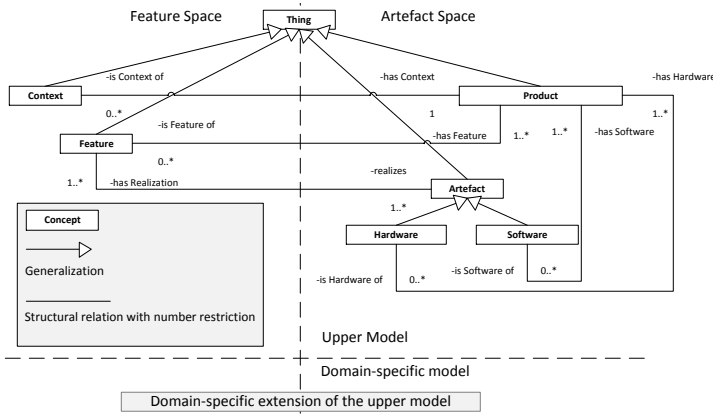 Feature Space
Thing
Artefact Space
-is Context of
-has Context
-has Hardware
Context
Product
0..*
1
1..*
-is Feature of
-has Feature
1..*
1..*
-has Software
Feature
0..*
-realizes
1..*
-has Realization
Artefact
1..*
Concept
Hardware
Software
Generalization
-is Hardware of
0..*
-is Software of
0..*
Structural relation with number restriction
Upper Model
Domain-specific model
Domain-specific extension of the upper model